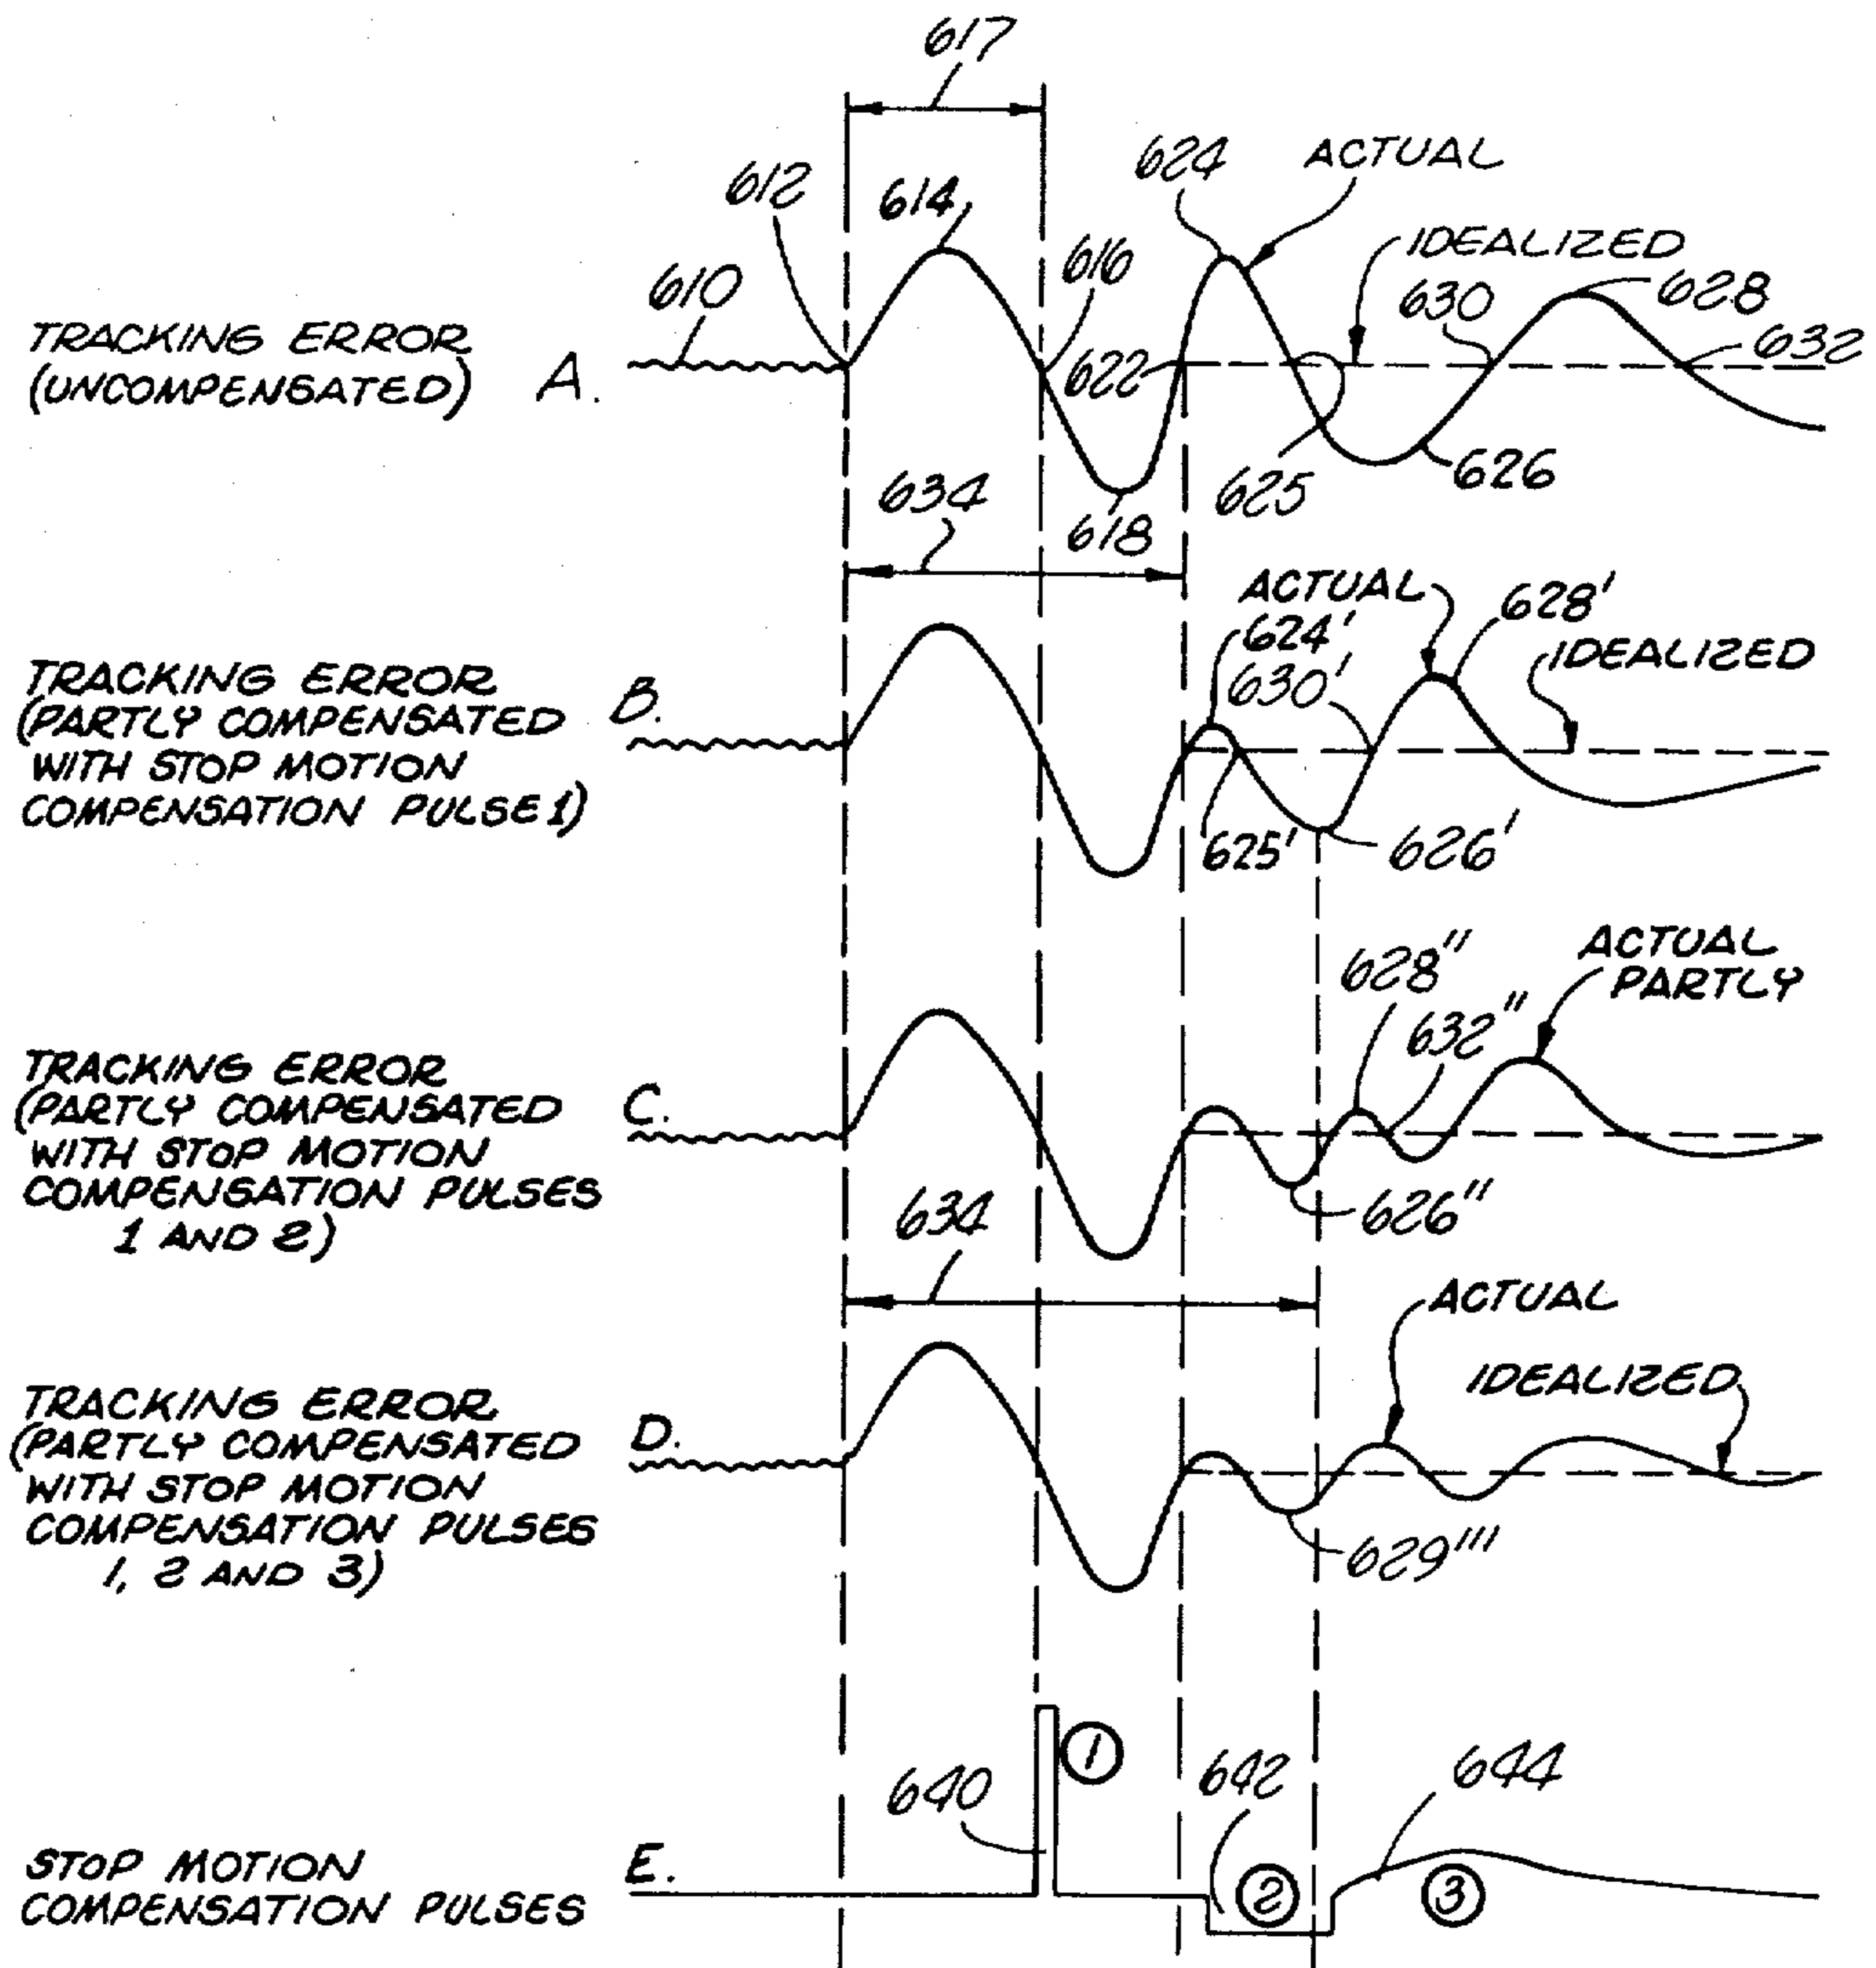 617
624
ACTUAL
612
614
IDEALIZED
610
616
630
628
TRACKING ERROR
(UNCOMPENSATED)
A.
622
632
634
618
625
626
ACTUAL
628'
624'
IDEALIZED
630'
TRACKING ERROR
(PARTLY COMPENSATED
WITH STOP MOTION
COMPENSATION PULSE 1)
B.
625'
626'
ACTUAL
PARTLY
628''
632''
TRACKING ERROR
(PARTLY COMPENSATED
WITH STOP MOTION
COMPENSATION PULSES
1 AND 2)
C.
634
626''
ACTUAL
IDEALIZED
TRACKING ERROR
(PARTLY COMPENSATED
WITH STOP MOTION
COMPENSATION PULSES
1, 2 AND 3)
D.
629'''
1
640
642
644
STOP MOTION
COMPENSATION PULSES
E.
2
3